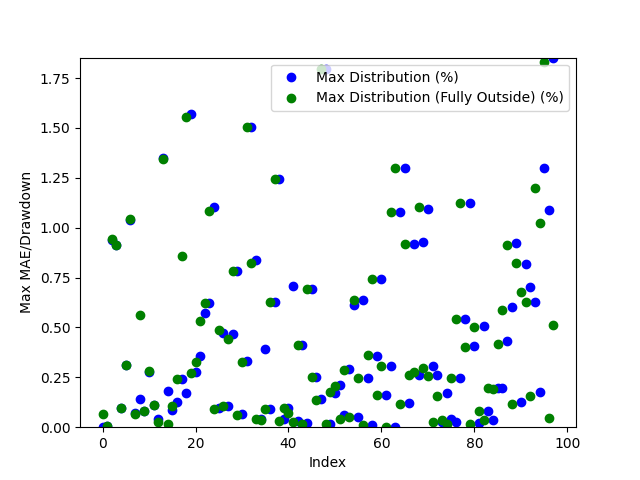 Max Distribution (%)
Max Distribution (Fully Outside) (%)
Max MAE/Drawdown
1.75
1.50
1.25
1.00
0.75
0.50
0.25
0.00
0 20 40 60 80 100
Index